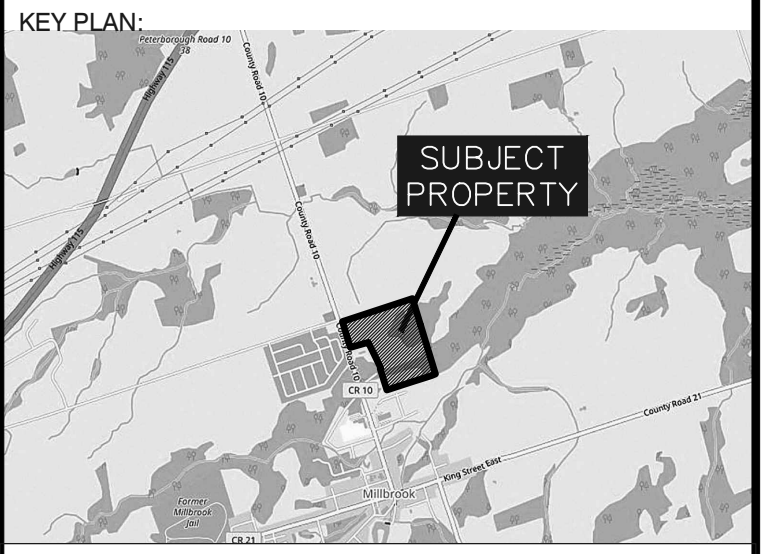 KEY PLAN:
Peterborough Road 10
38
County Road 10
Highway 115
SUBJECT
PROPERTY
County Road 10
Highway 115
County Road 10
CR 10
County Road 21
King Street East
Millbrook
Former
Millbrook
Jail
CR 21